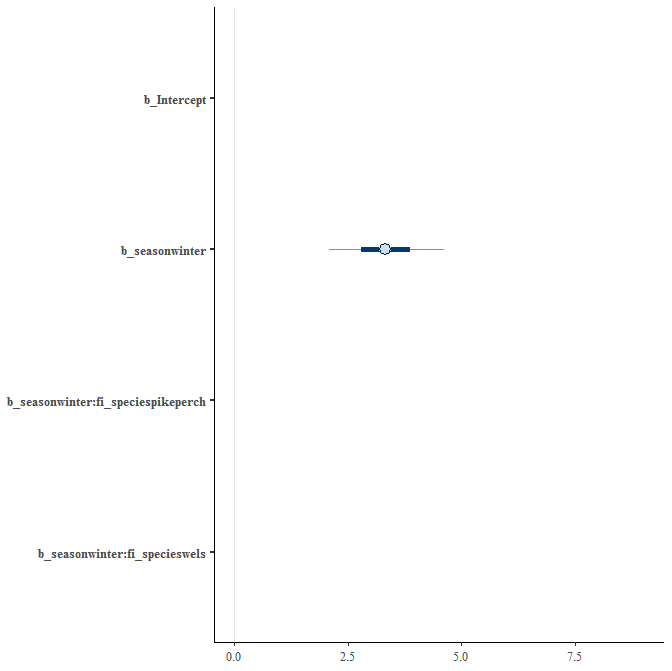 b_Intercept
b_seasonwinter
b_seasonwinter:fi_speciespikeperch
b_seasonwinter:fi_specieswels
0.0 2.5 5.0 7.5